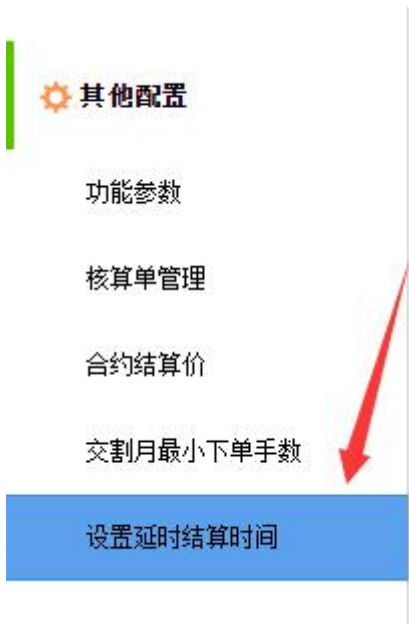 其他配置
功能参数
核算单管理
合约结算价
交割月最小下单手数
设置延时结算时间